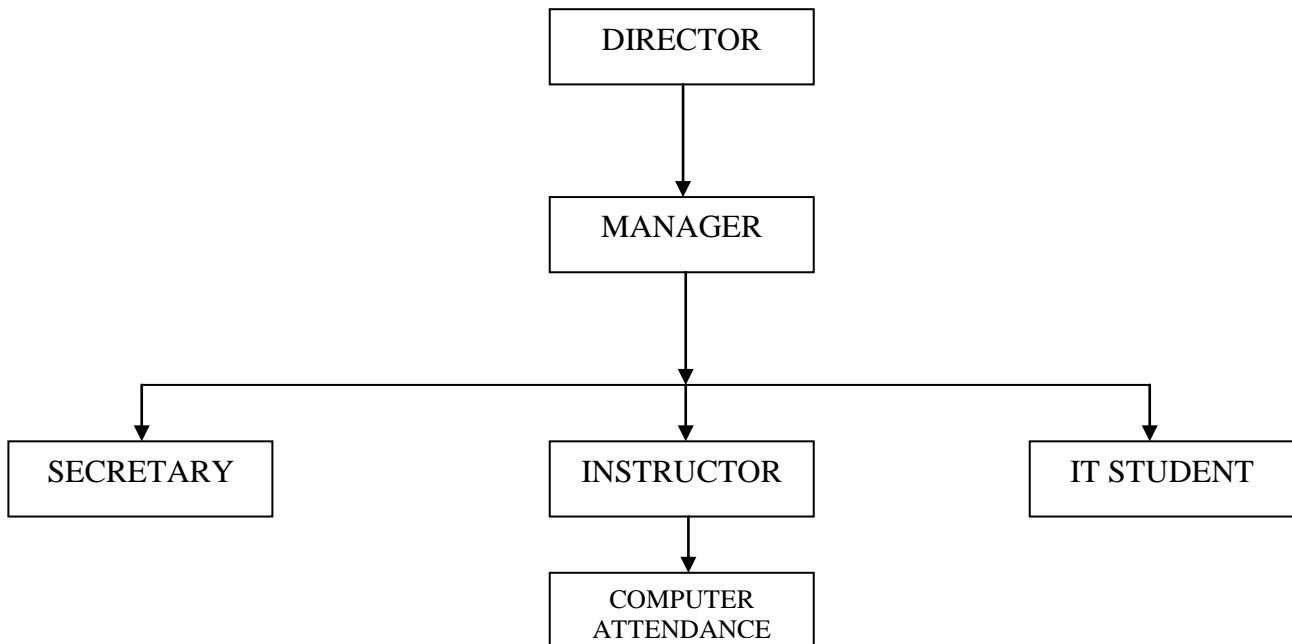 DIRECTOR
MANAGER
SECRETARY
INSTRUCTOR
IT STUDENT
COMPUTER
ATTENDANCE